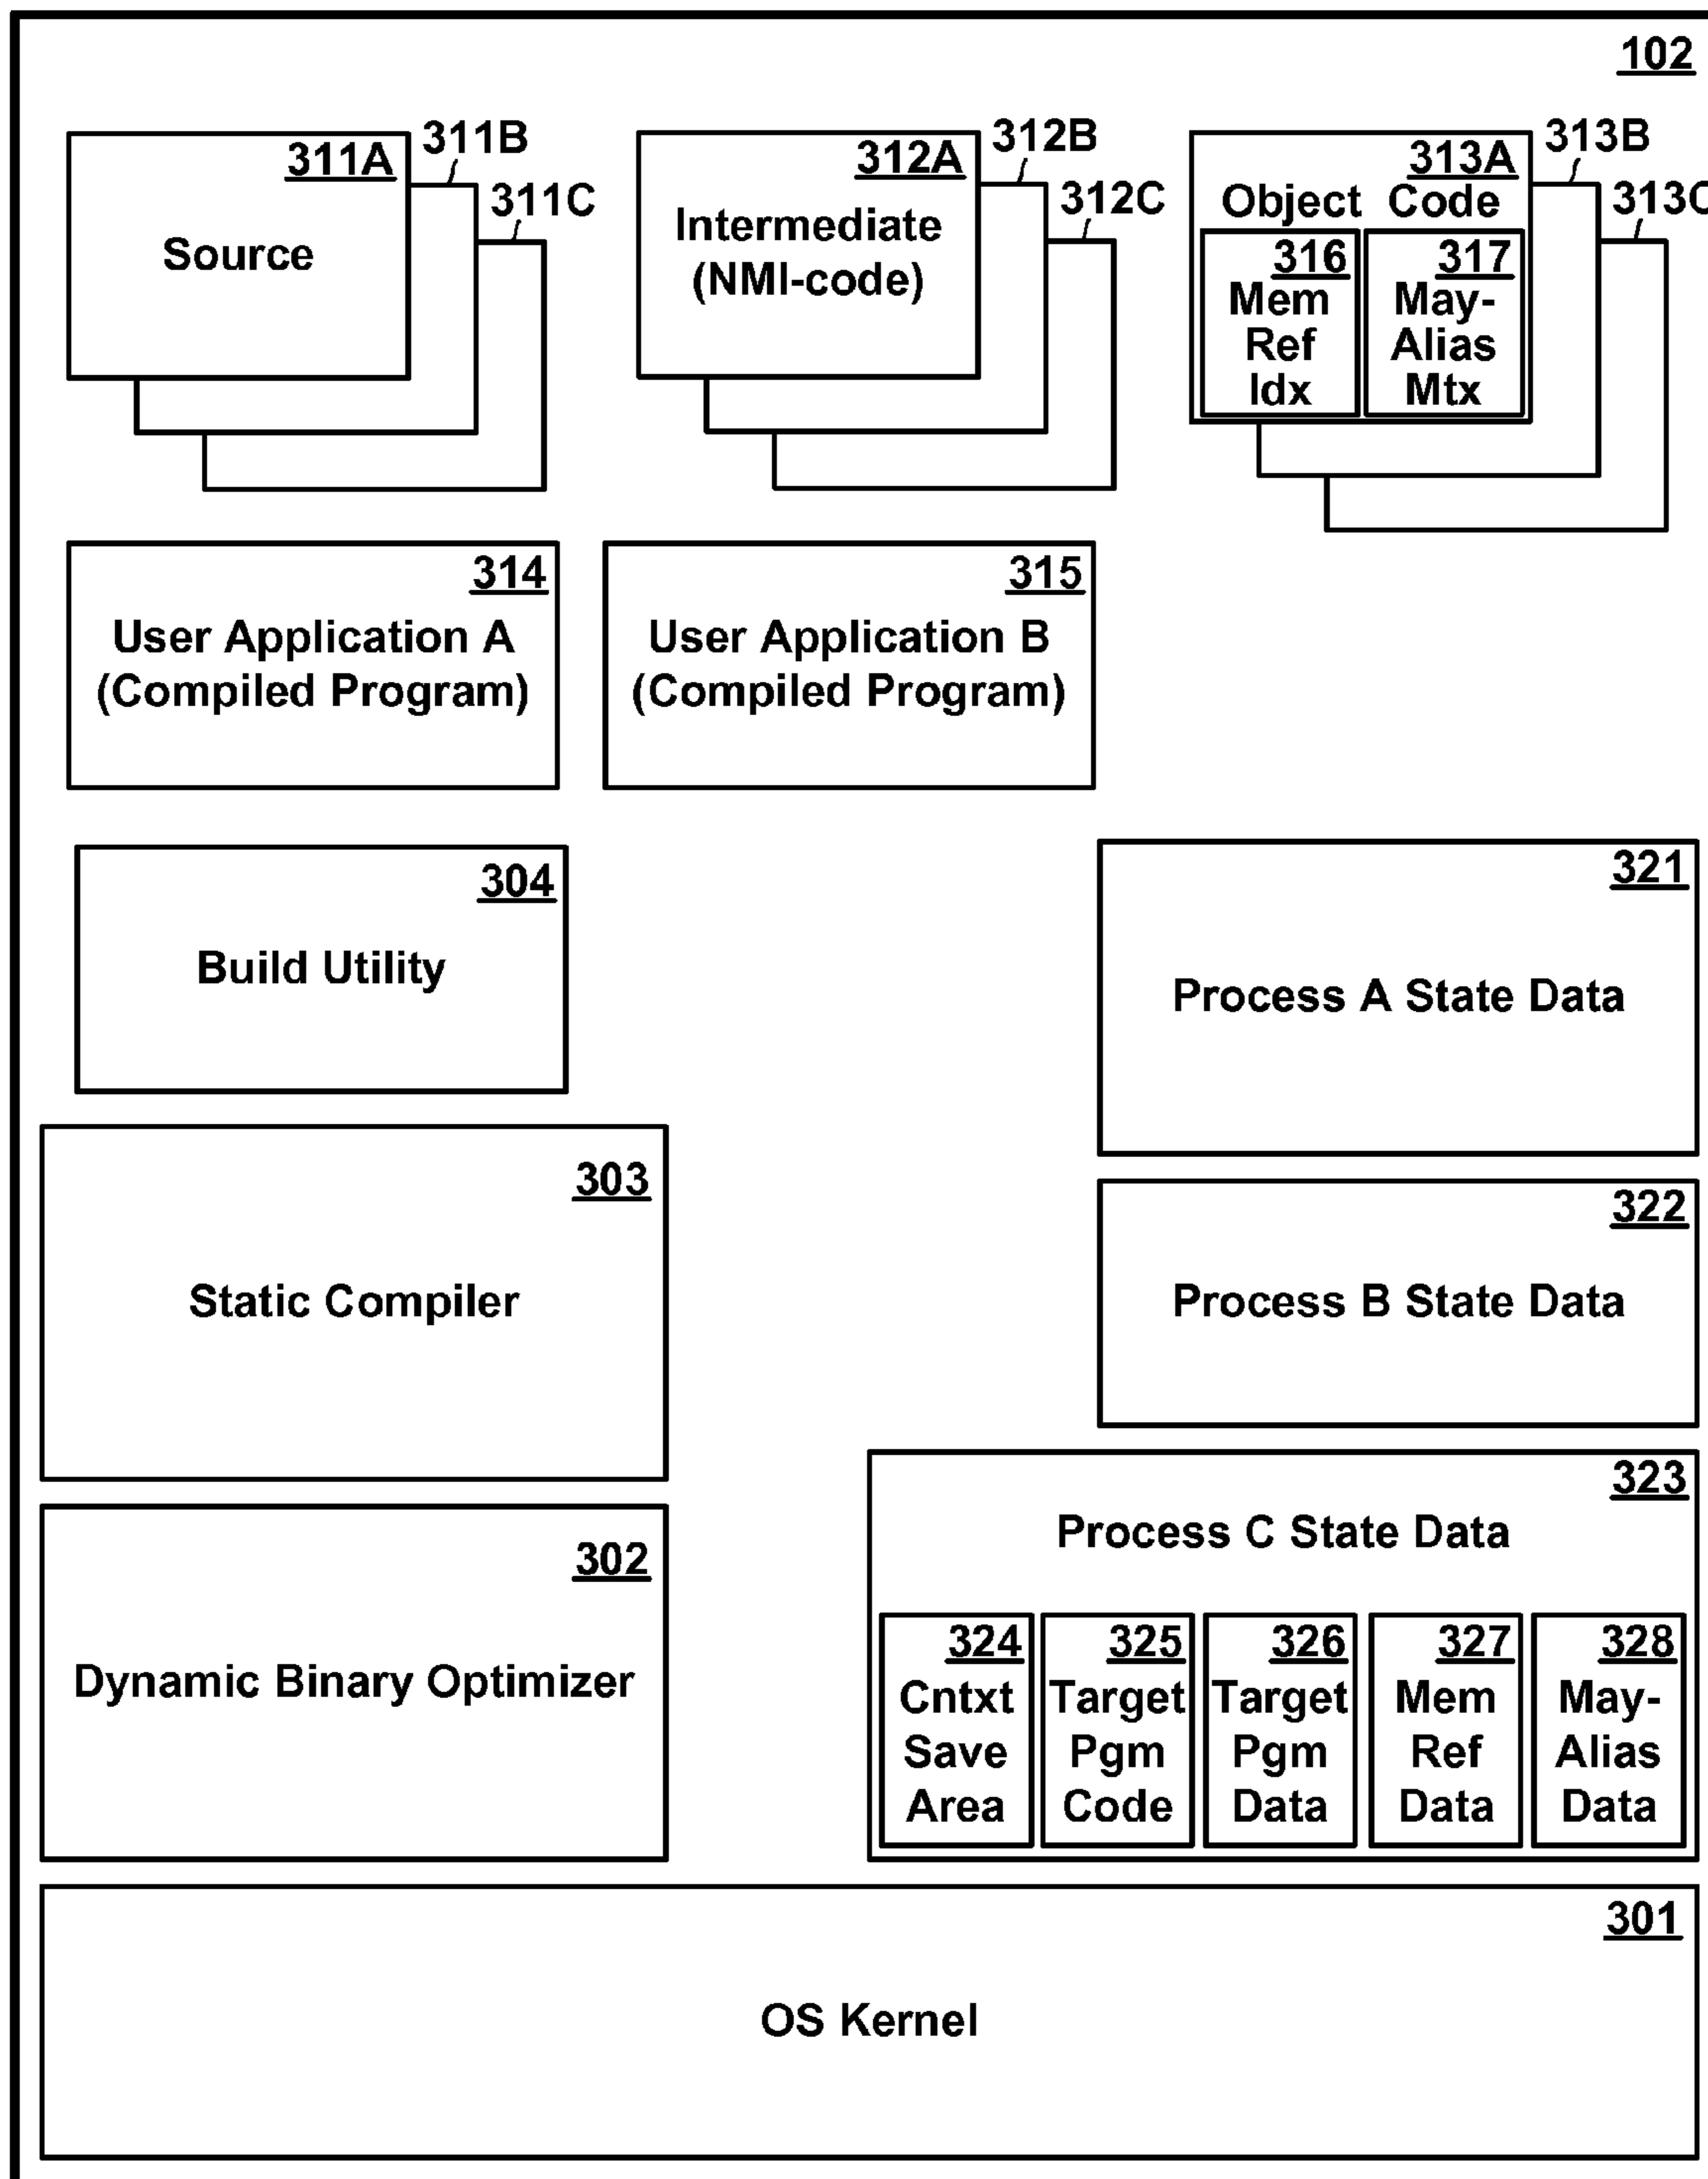 102
311A
311B
311C
Source
312A
312B
312C
Intermediate
(NMI-code)
313A
313B
313C
Object Code
316
Mem
Ref
Idx
317
May-
Alias
Mtx
314
User Application A
(Compiled Program)
315
User Application B
(Compiled Program)
304
Build Utility
321
Process A State Data
303
Static Compiler
322
Process B State Data
302
Dynamic Binary Optimizer
323
Process C State Data
324
Cntxt
Save
Area
325
Target
Pgm
Code
326
Target
Pgm
Data
327
Mem
Ref
Data
328
May-
Alias
Data
301
OS Kernel